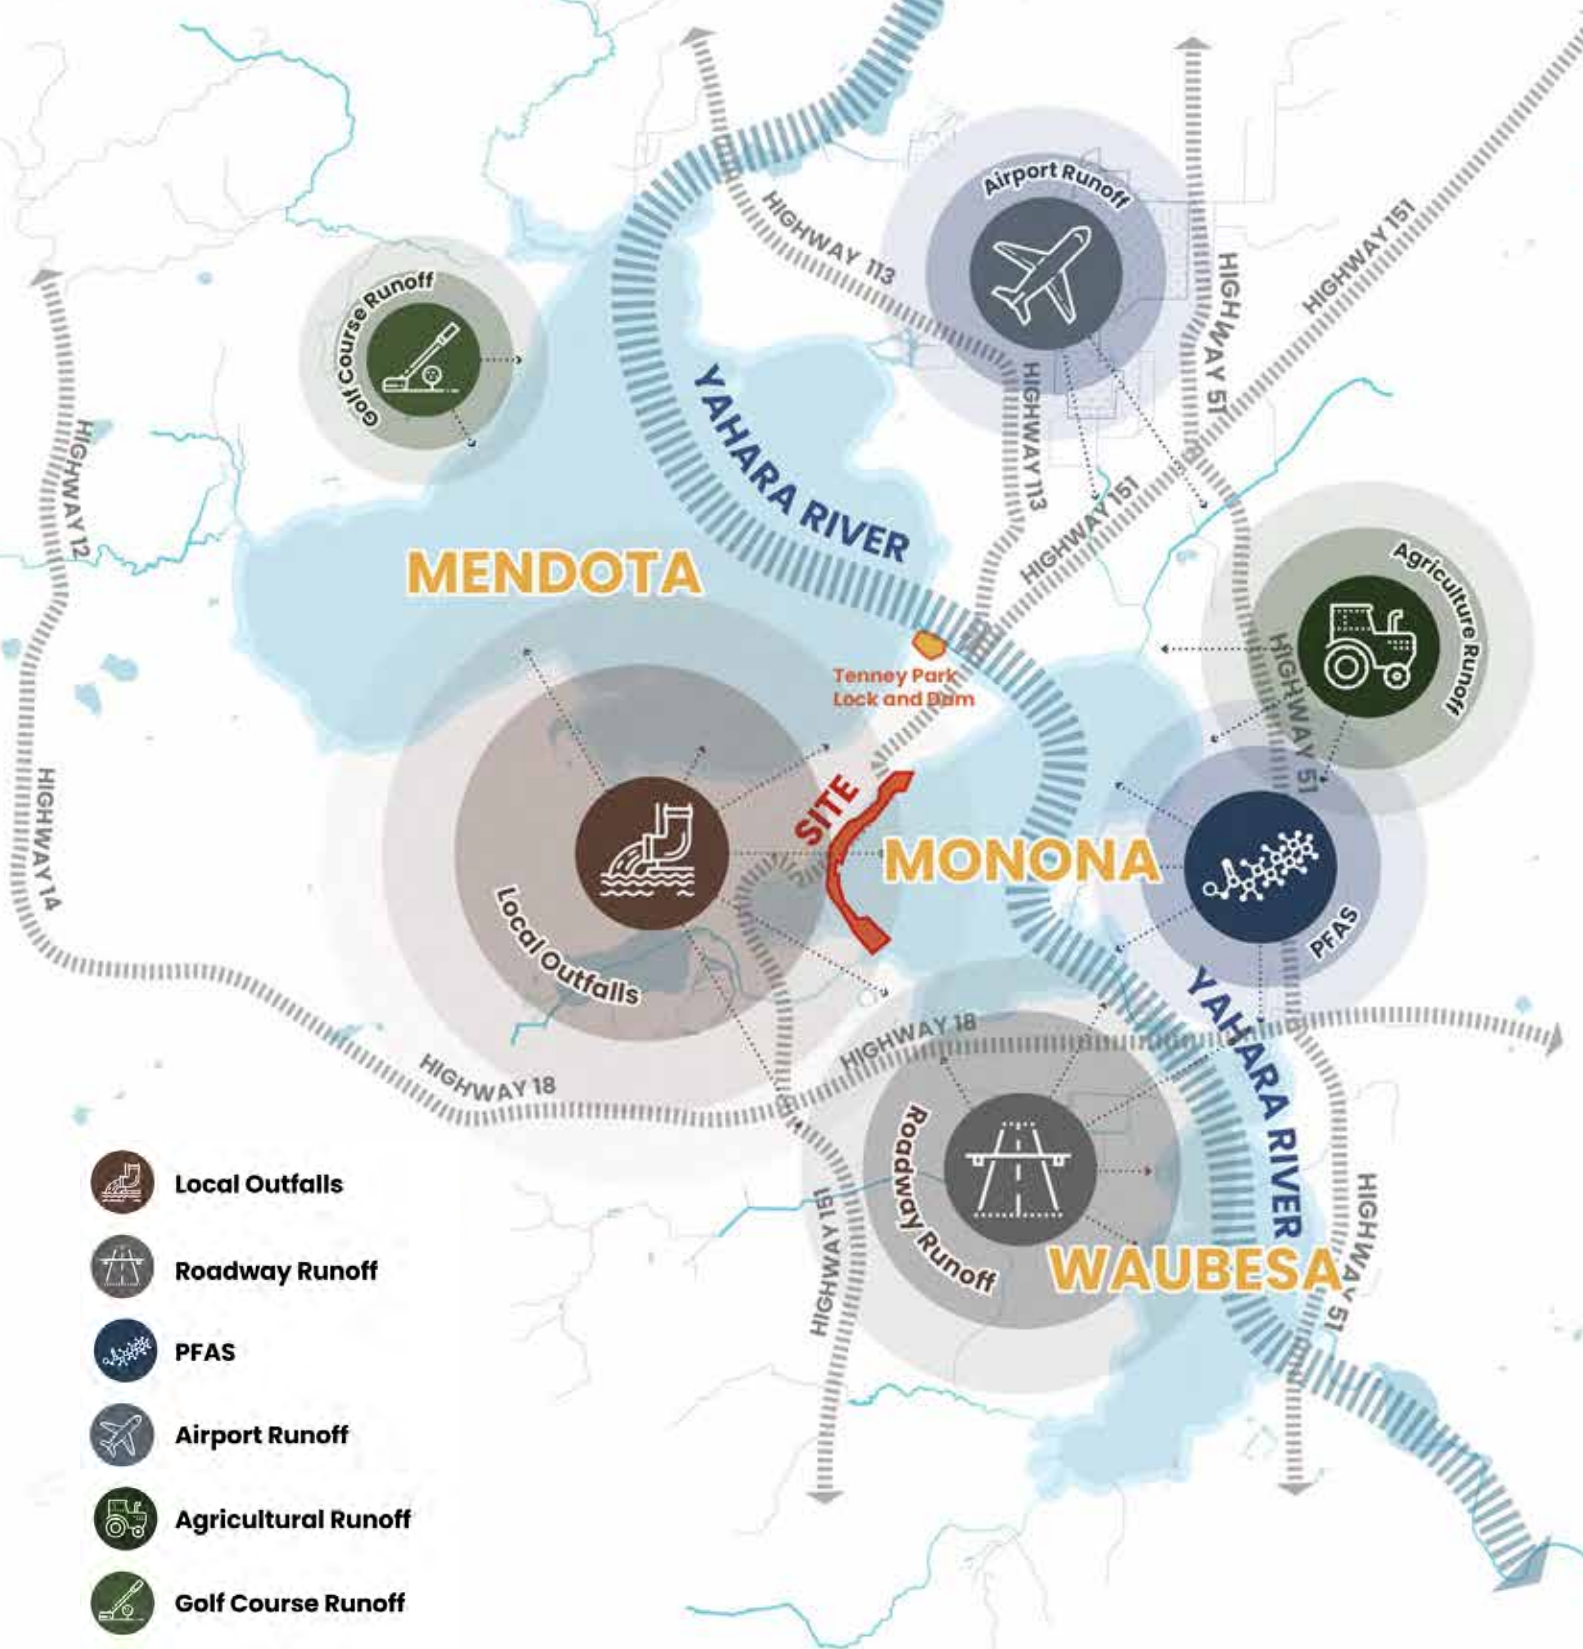 Airport Runoff
HIGHWAY 113
HIGHWAY 151
HIGHWAY 51
Golf Course Runoff
YAHARA RIVER
HIGHWAY 113
HIGHWAY 12
HIGHWAY 151
MENDOTA
Agriculture Runoff
Tenney Park
Lock and Dam
HIGHWAY 51
SITE
HIGHWAY 14
MONONA
Local Outfalls
PFAS
YAHARA RIVER
HIGHWAY 18
HIGHWAY 18
Roadway Runoff
HIGHWAY 151
WAUBESA
HIGHWAY 51
Local Outfalls
Roadway Runoff
PFAS
Airport Runoff
Agricultural Runoff
Golf Course Runoff